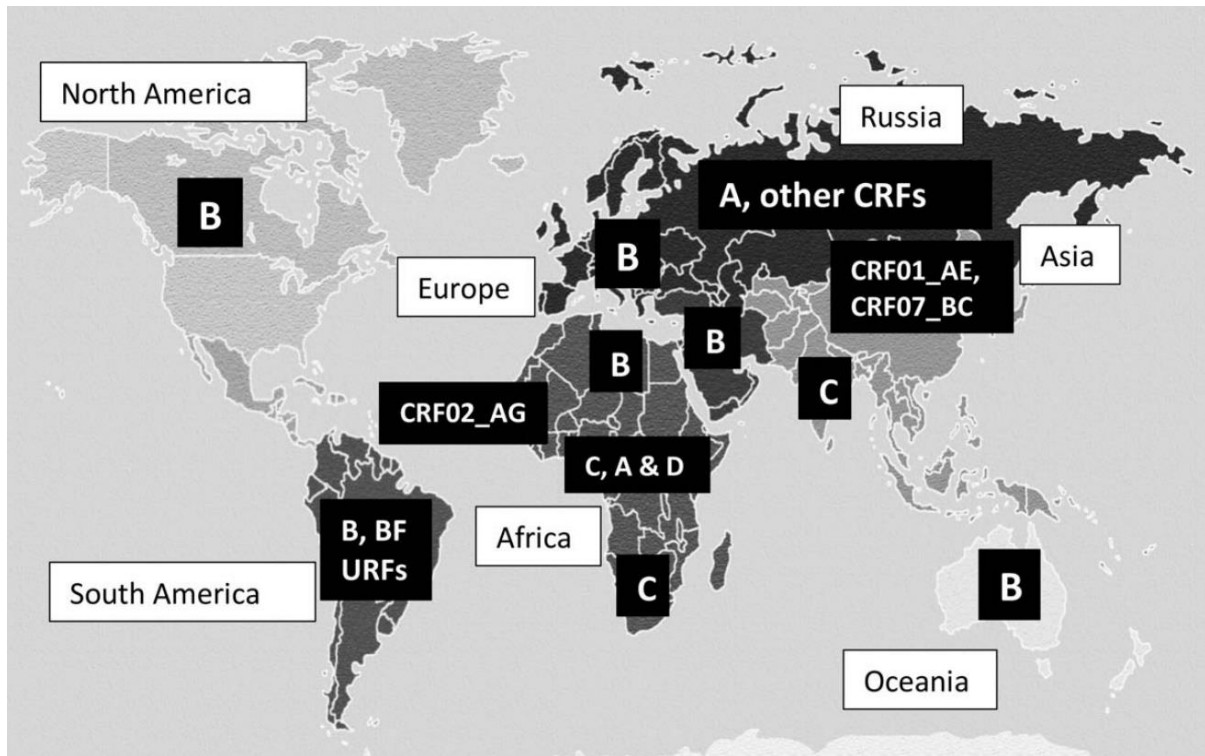 North America
Russia
A, other CRFs
B
B
Asia
Europe
CRF01_AE,
CRF07_BC
B
B
C
CRF02_AG
C, A & D
B, BF
URFs
Africa
South America
C
B
Oceania